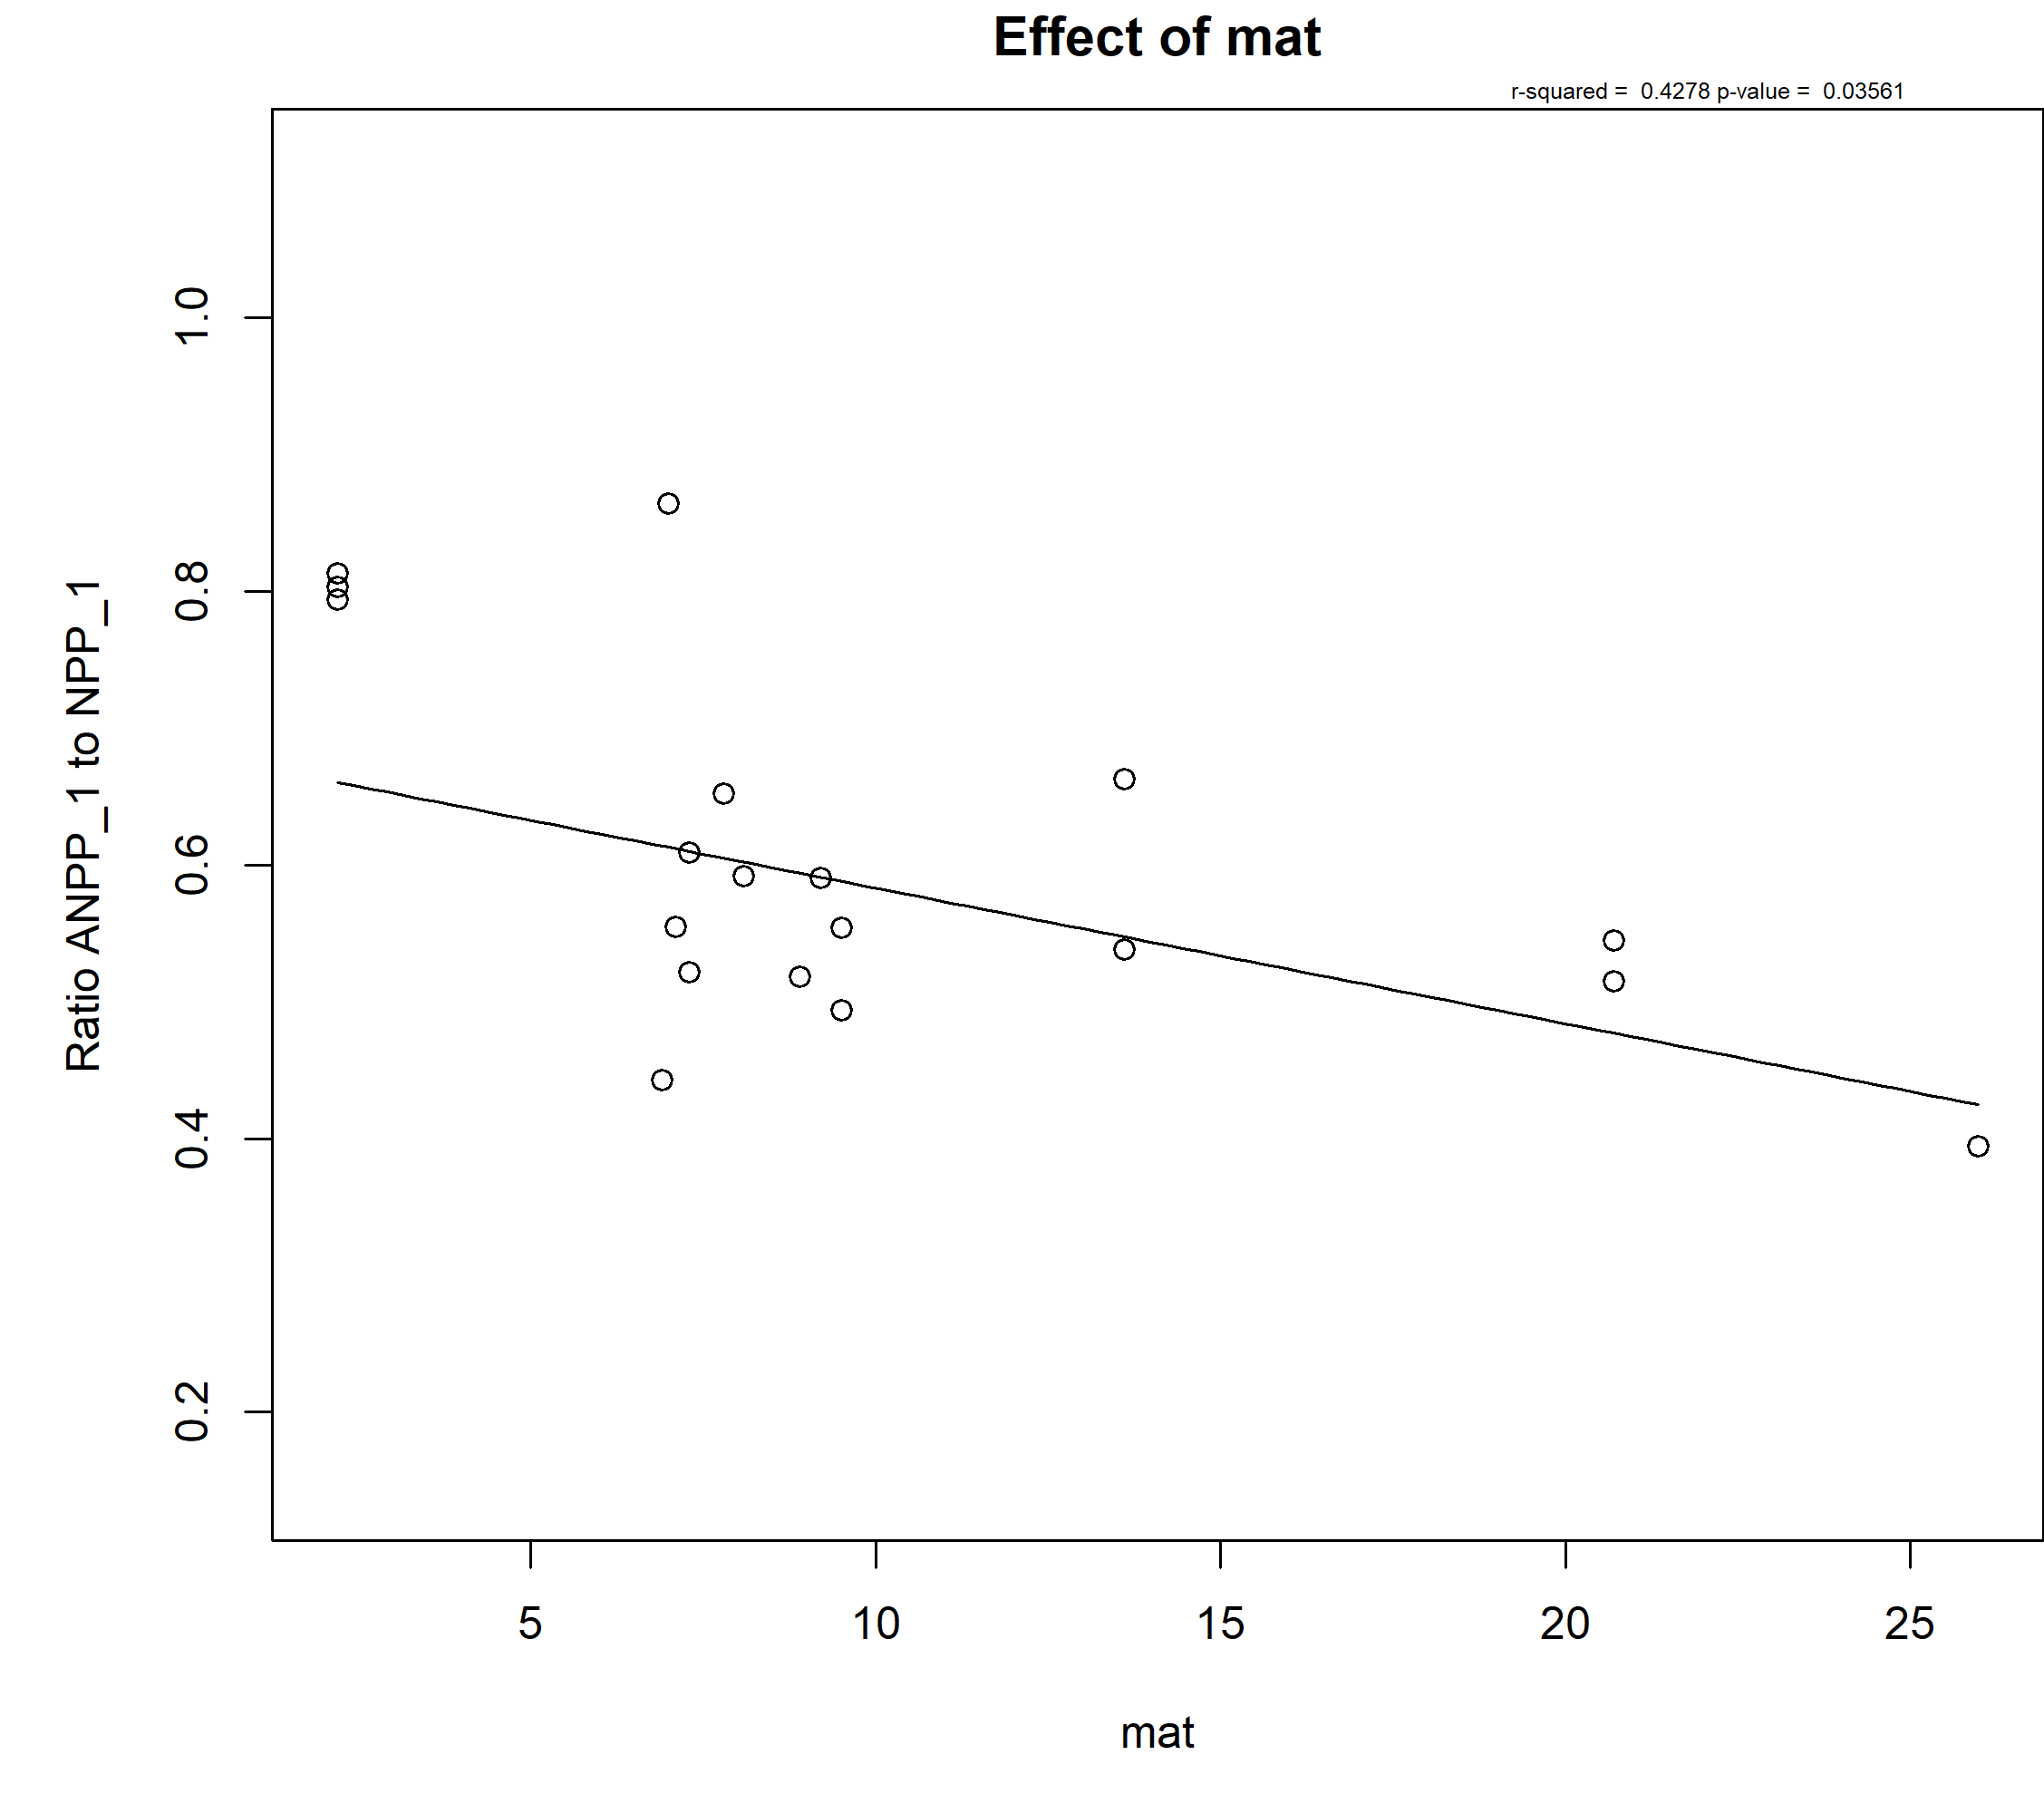 Effect of mat
r-squared =  0.4278 p-value =  0.03561
Ratio ANPP_1 to NPP_1
1.0
0.8
0.6
0.4
0.2
5 10 15 20 25
mat